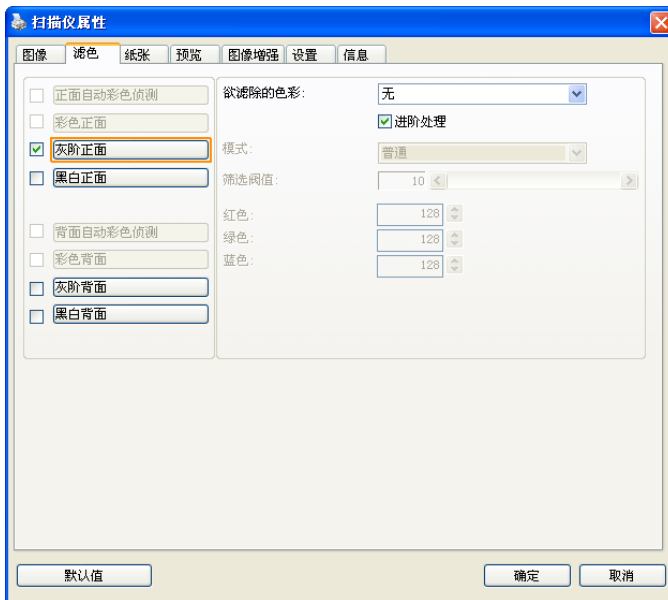 扫描仪属性
图像 滤色 纸张 预览 图像增强 设置 信息
正面自动彩色侦测
彩色正面
灰阶正面
黑白正面
背面自动彩色侦测
彩色背面
灰阶背面
黑白背面
欲滤除的色彩: 无
进阶处理
模式: 普通
筛选阀值: 10
红色: 128
绿色: 128
蓝色: 128
默认值 确定 取消